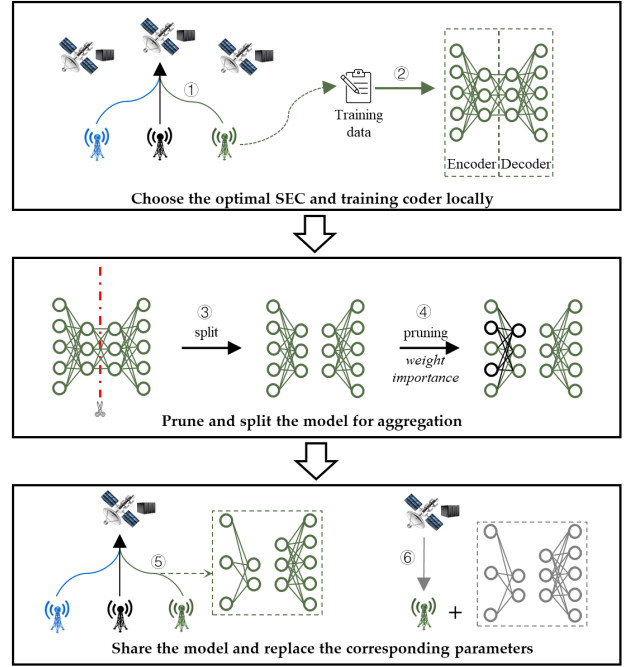 ①
②
Training
data
Encoder Decoder
Choose the optimal SEC and training coder locally
③
split
④
pruning
weight
importance
Prune and split the model for aggregation
⑤
⑥
+
Share the model and replace the corresponding parameters